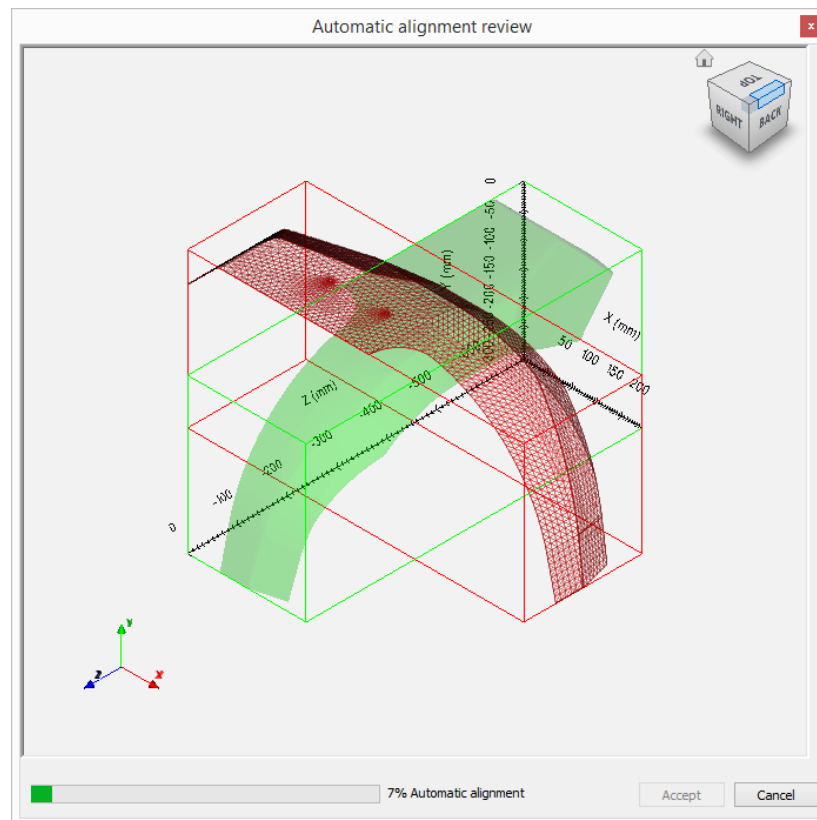 Automatic alignment review
x
TOP
RIGHT
BACK
0
-50
-100
-150
-200
Y (mm)
X (mm)
50
100
150
200
Z (mm)
-500
-400
-300
-200
-100
0
Y
Z
X
7% Automatic alignment
Accept
Cancel